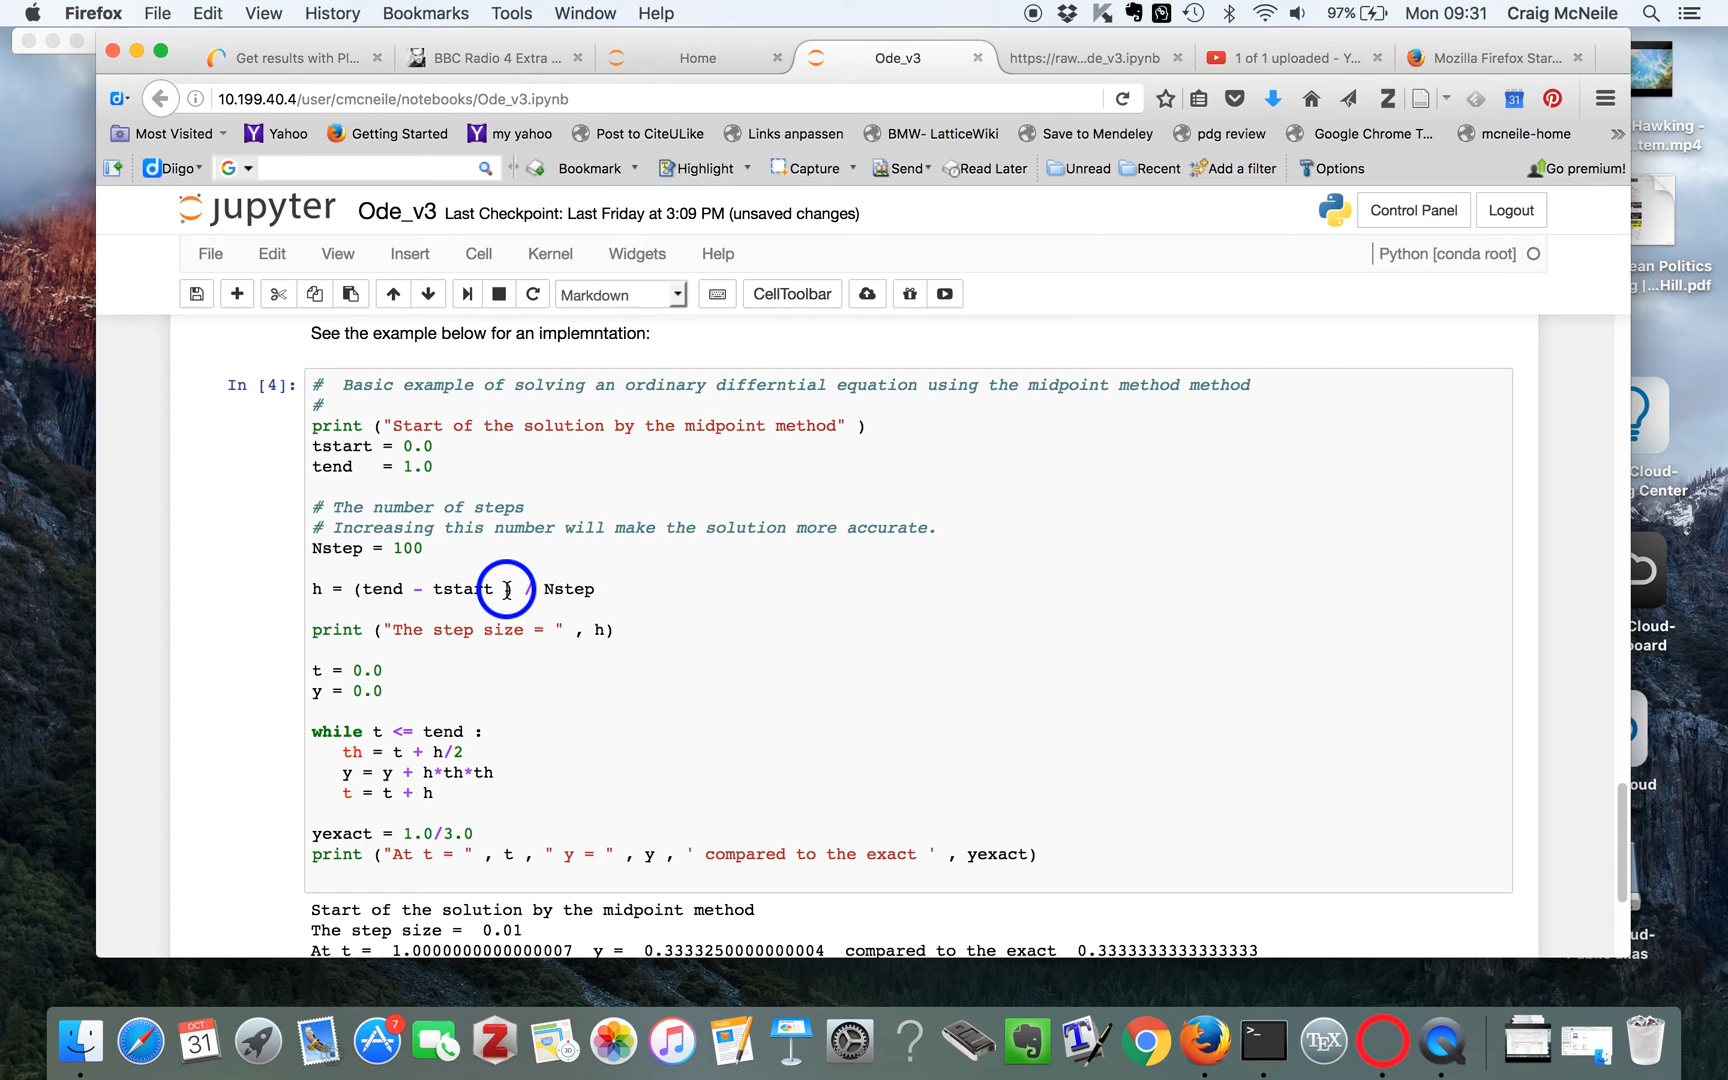 Firefox File Edit View History Bookmarks Tools Window Help 97% Mon 09:31 Craig McNeile
Get results with Pl... BBC Radio 4 Extra ... Home Ode_v3 https://raw...de_v3.ipynb 1 of 1 uploaded - Y... Mozilla Firefox Star...
10.199.40.4/user/cmcneile/notebooks/Ode_v3.ipynb
Most Visited Yahoo Getting Started my yahoo Post to CiteULike Links anpassen BMW- LatticeWiki Save to Mendeley pdg review Google Chrome T... mcneile-home
Diigo Bookmark Highlight Capture Send Read Later Unread Recent Add a filter Options Go premium!
jupyter Ode_v3 Last Checkpoint: Last Friday at 3:09 PM (unsaved changes) Control Panel Logout
File Edit View Insert Cell Kernel Widgets Help Python [conda root]
Markdown CellToolbar
See the example below for an implemntation:
In [4]:
# Basic example of solving an ordinary differntial equation using the midpoint method method
#
print ("Start of the solution by the midpoint method" )
tstart = 0.0
tend = 1.0
# The number of steps
# Increasing this number will make the solution more accurate.
Nstep = 100
h = (tend - tstart ) / Nstep
print ("The step size = " , h)
t = 0.0
y = 0.0
while t <= tend :
th = t + h/2
y = y + h*th*th
t = t + h
yexact = 1.0/3.0
print ("At t = " , t , " y = " , y , ' compared to the exact ' , yexact)
Start of the solution by the midpoint method
The step size = 0.01
At t = 1.0000000000000007 y = 0.3333250000000004 compared to the exact 0.3333333333333333
Hawking -
...tem.mp4
ean Politics
g |...Hill.pdf
Cloud-
g Center
Cloud-
board
oud
ud-
OCT
31
7
TEX